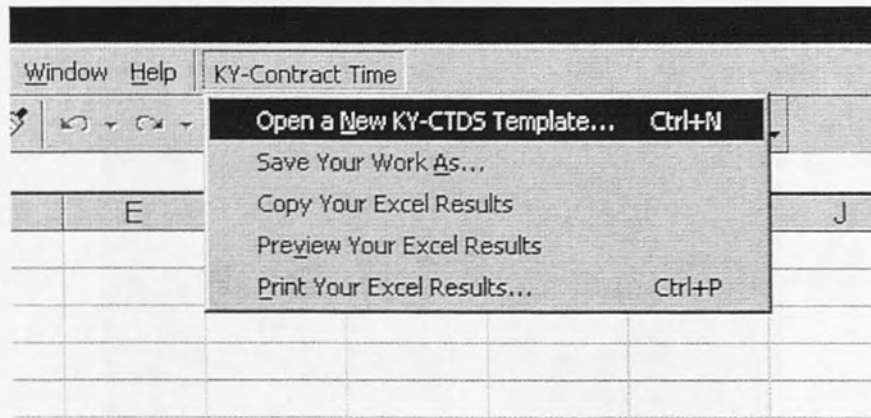 Window Help KY-Contract Time
Open a New KY-CTDS Template... Ctrl+N
Save Your Work As...
Copy Your Excel Results
Preview Your Excel Results
Print Your Excel Results... Ctrl+P
E J